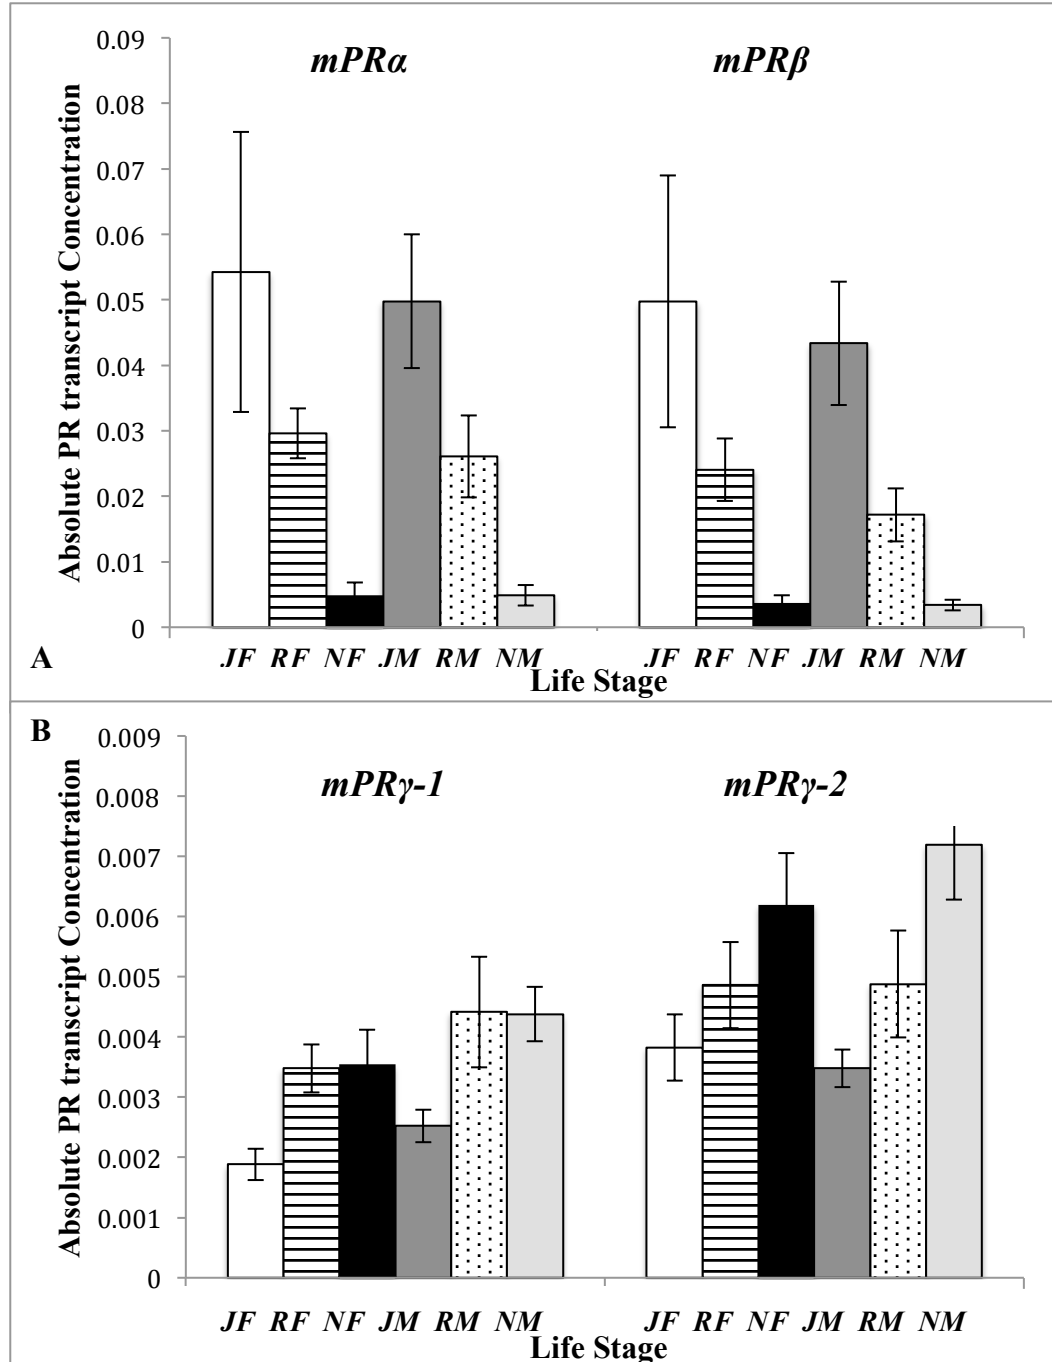 mPRα mPRβ
Absolute PR transcript Concentration
0.09
0.08
0.07
0.06
0.05
0.04
0.03
0.02
0.01
0
A
JF RF NF JM RM NM JF RF NF JM RM NM
Life Stage
B
mPRγ-1 mPRγ-2
Absolute PR transcript Concentration
0.009
0.008
0.007
0.006
0.005
0.004
0.003
0.002
0.001
0
JF RF NF JM RM NM JF RF NF JM RM NM
Life Stage